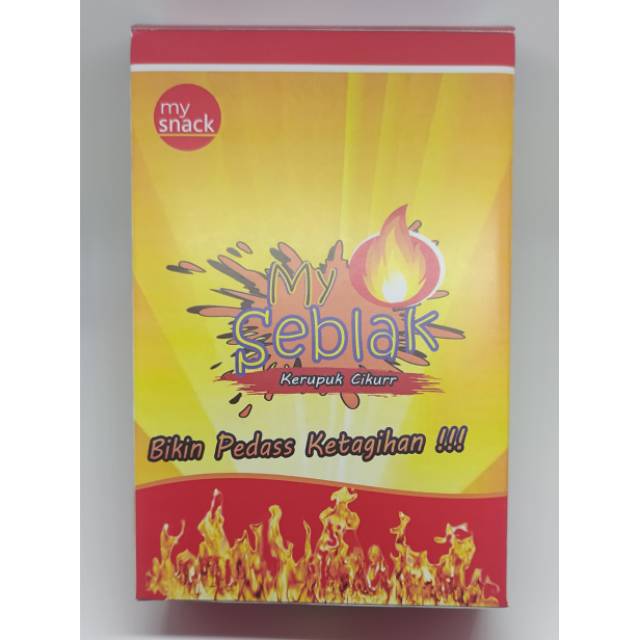 my
snack
My
Seblak
Kerupuk Cikurr
Bikin Pedass Ketagihan !!!